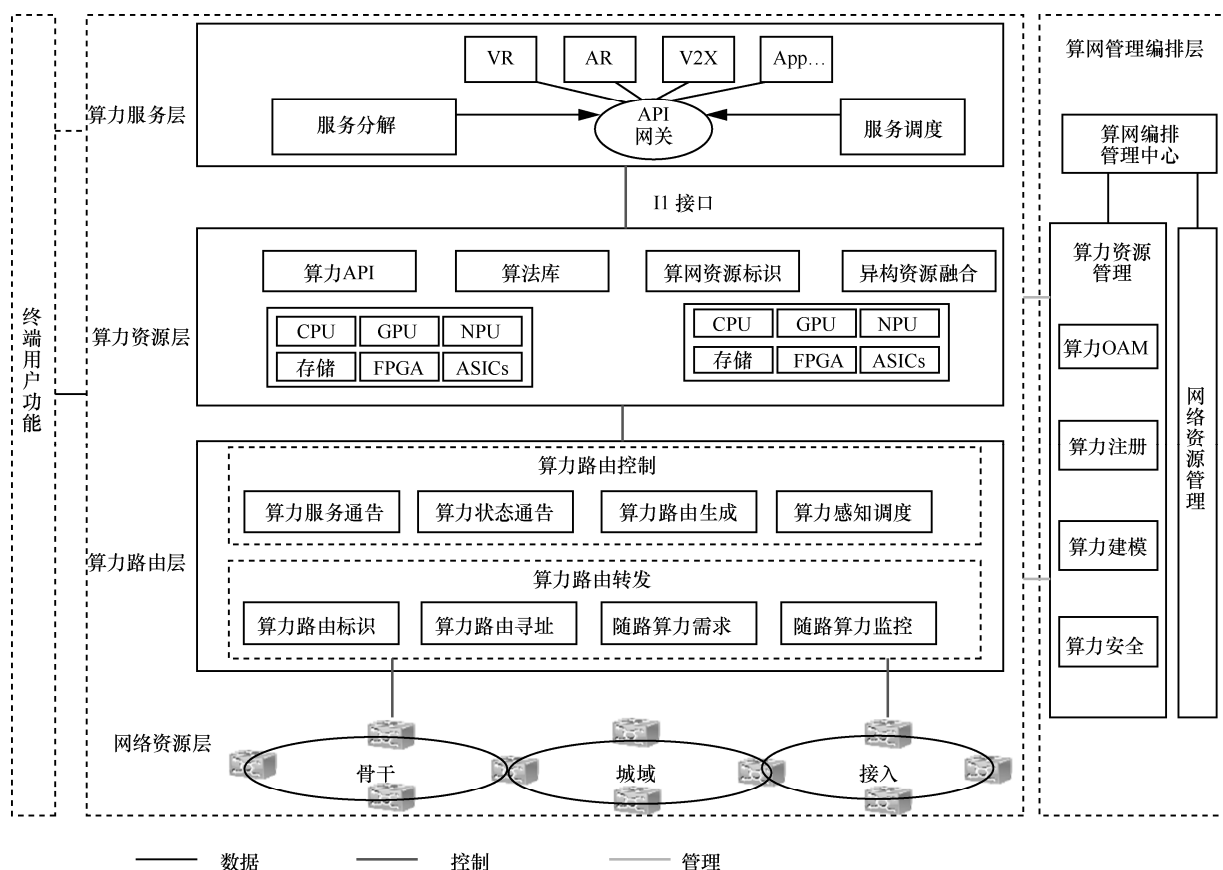 VR
AR
V2X
App…
算网管理编排层
算力服务层
服务分解
API
网关
服务调度
算网编排
管理中心
I1 接口
算力API
算法库
算网资源标识
异构资源融合
算力资源
管理
终端用户功能
算力资源层
CPU
GPU
NPU
存储
FPGA
ASICs
CPU
GPU
NPU
存储
FPGA
ASICs
算力OAM
网络资源管理
算力路由控制
算力服务通告
算力状态通告
算力路由生成
算力感知调度
算力注册
算力路由层
算力路由转发
算力路由标识
算力路由寻址
随路算力需求
随路算力监控
算力建模
算力安全
网络资源层
骨干
城域
接入
数据
控制
管理